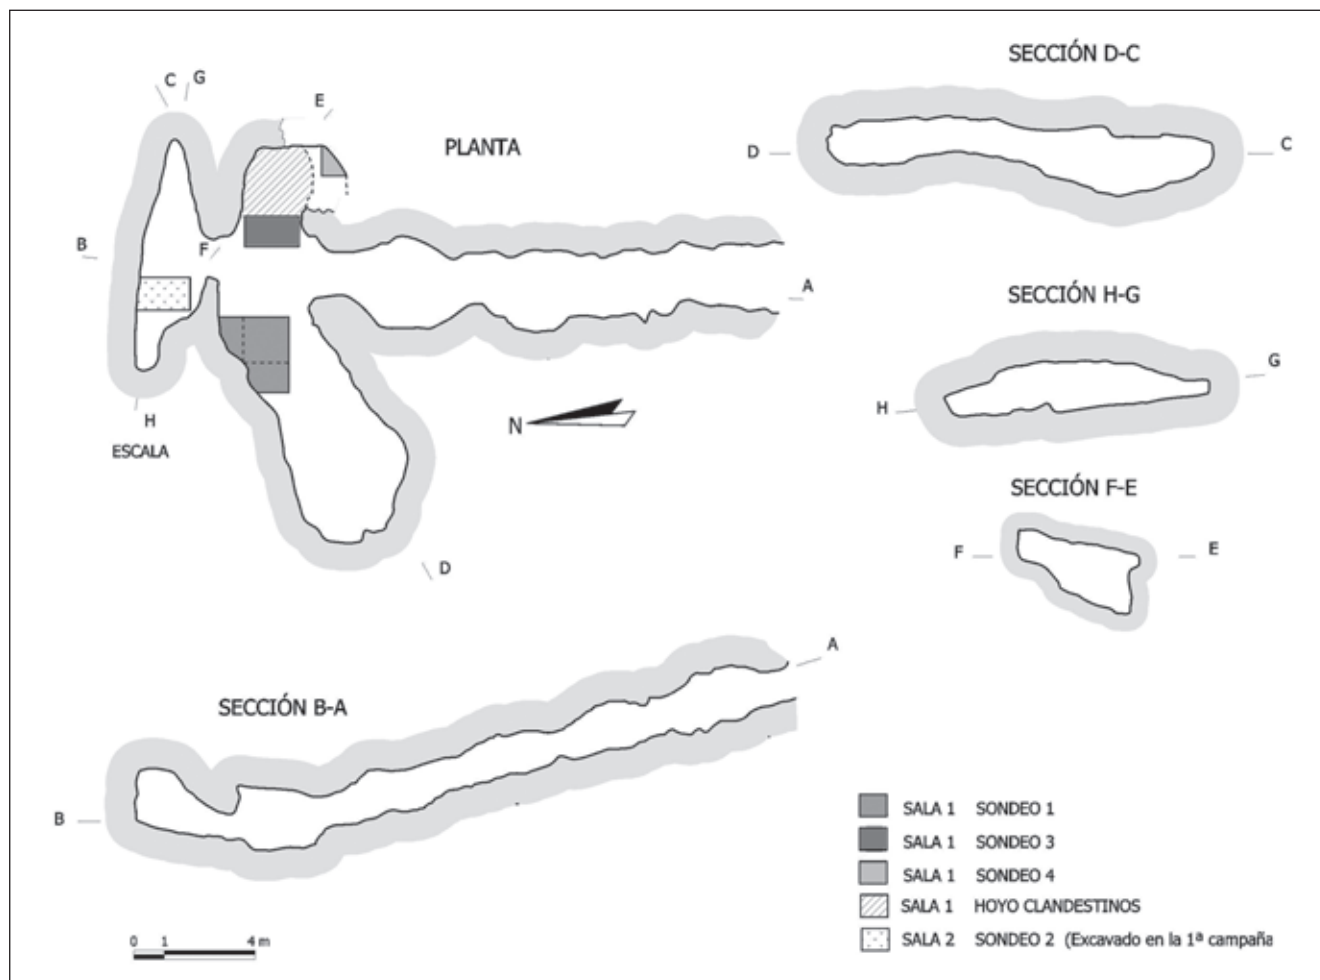 SECCIÓN D-C
C G
E
PLANTA
D
C
B
F
A
SECCIÓN H-G
G
H
H
N
ESCALA
SECCIÓN F-E
F
E
D
A
SECCIÓN B-A
B
SALA 1 SONDEO 1
SALA 1 SONDEO 3
SALA 1 SONDEO 4
SALA 1 HOYO CLANDESTINOS
SALA 2 SONDEO 2 (Excavado en la 1ª campaña
0 1 4 m